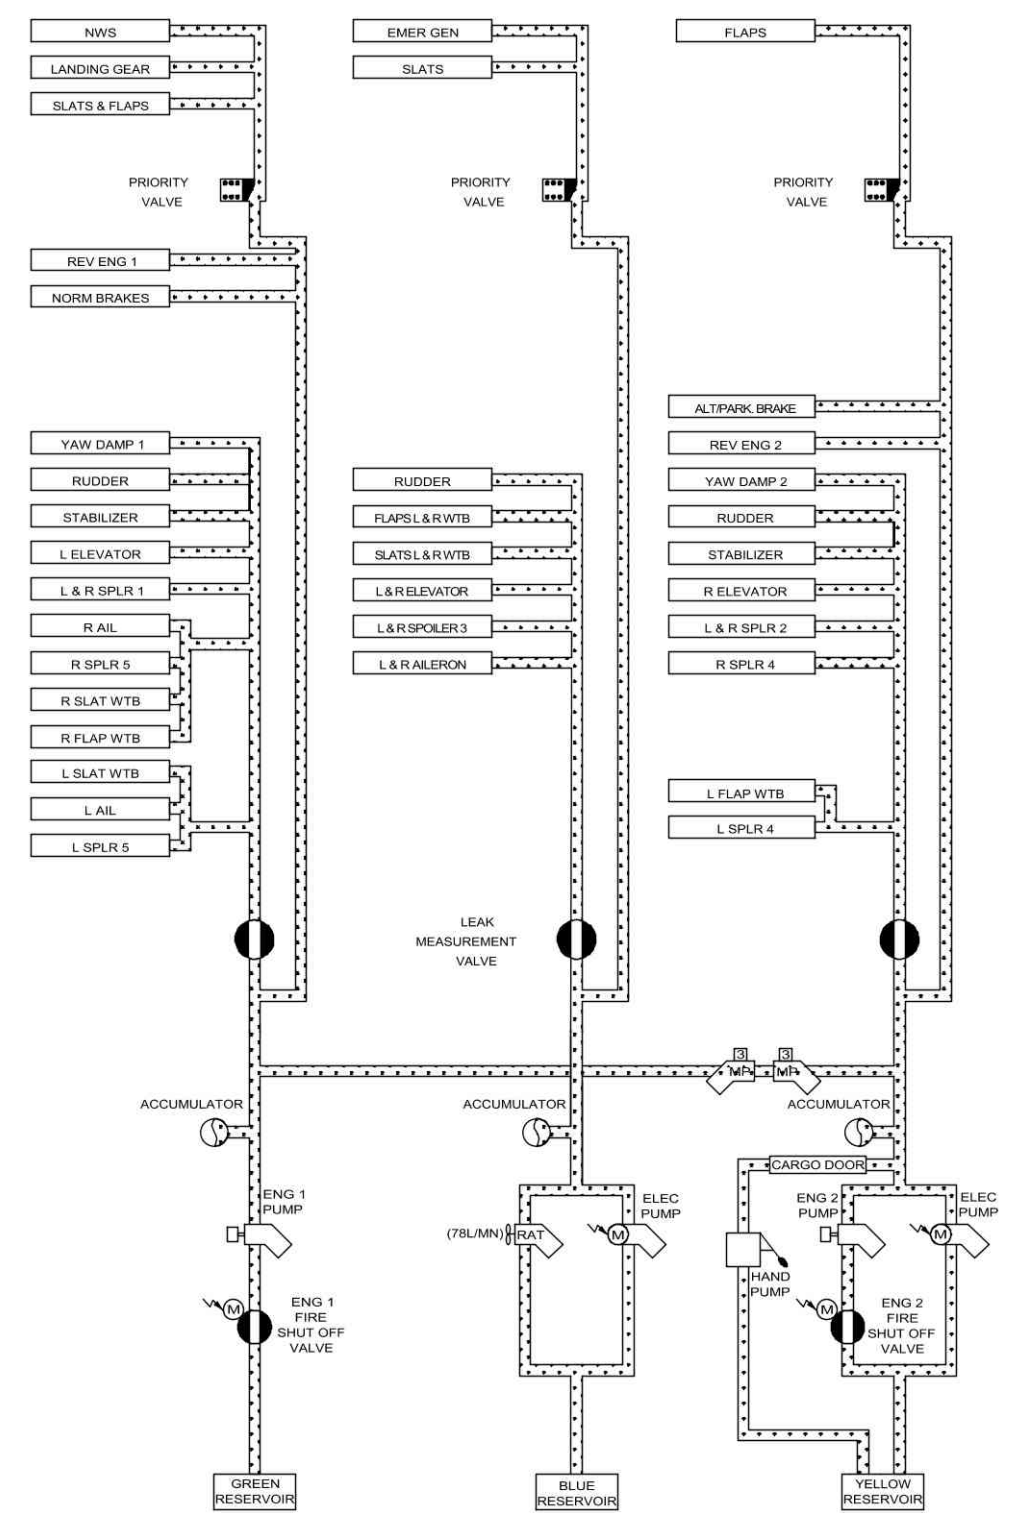 NWS
EMER GEN
FLAPS
LANDING GEAR
SLATS
SLATS & FLAPS
PRIORITY
VALVE
PRIORITY
VALVE
PRIORITY
VALVE
REV ENG 1
NORM BRAKES
ALT/PARK. BRAKE
YAW DAMP 1
REV ENG 2
RUDDER
RUDDER
YAW DAMP 2
STABILIZER
FLAPS L & R WTB
RUDDER
L ELEVATOR
SLATS L & R WTB
STABILIZER
L & R SPLR 1
L & R ELEVATOR
R ELEVATOR
R AIL
L & R SPOILER 3
L & R SPLR 2
R SPLR 5
L & R AILERON
R SPLR 4
R SLAT WTB
R FLAP WTB
L SLAT WTB
L FLAP WTB
L AIL
L SPLR 4
L SPLR 5
LEAK
MEASUREMENT
VALVE
3
3
MP
MP
ACCUMULATOR
ACCUMULATOR
ACCUMULATOR
CARGO DOOR
ENG 1
PUMP
ELEC
PUMP
ENG 2
PUMP
ELEC
PUMP
(78L/MN)
RAT
M
M
HAND
PUMP
M
ENG 1
FIRE
SHUT OFF
VALVE
M
ENG 2
FIRE
SHUT OFF
VALVE
GREEN
RESERVOIR
BLUE
RESERVOIR
YELLOW
RESERVOIR